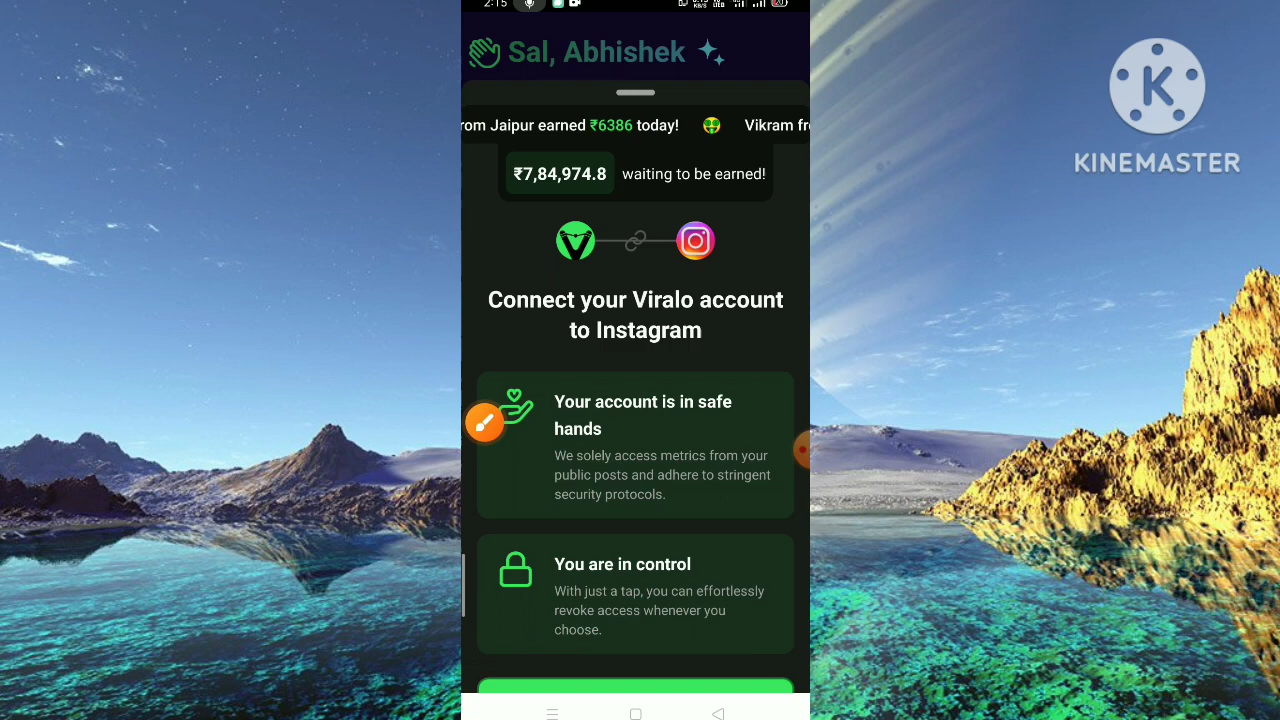 2:15
Sal, Abhishek
rom Jaipur earned ₹6386 today!
Vikram fr
₹7,84,974.8 waiting to be earned!
Connect your Viralo account
to Instagram
Your account is in safe
hands
We solely access metrics from your
public posts and adhere to stringent
security protocols.
You are in control
With just a tap, you can effortlessly
revoke access whenever you
choose.
K
KINEMASTER